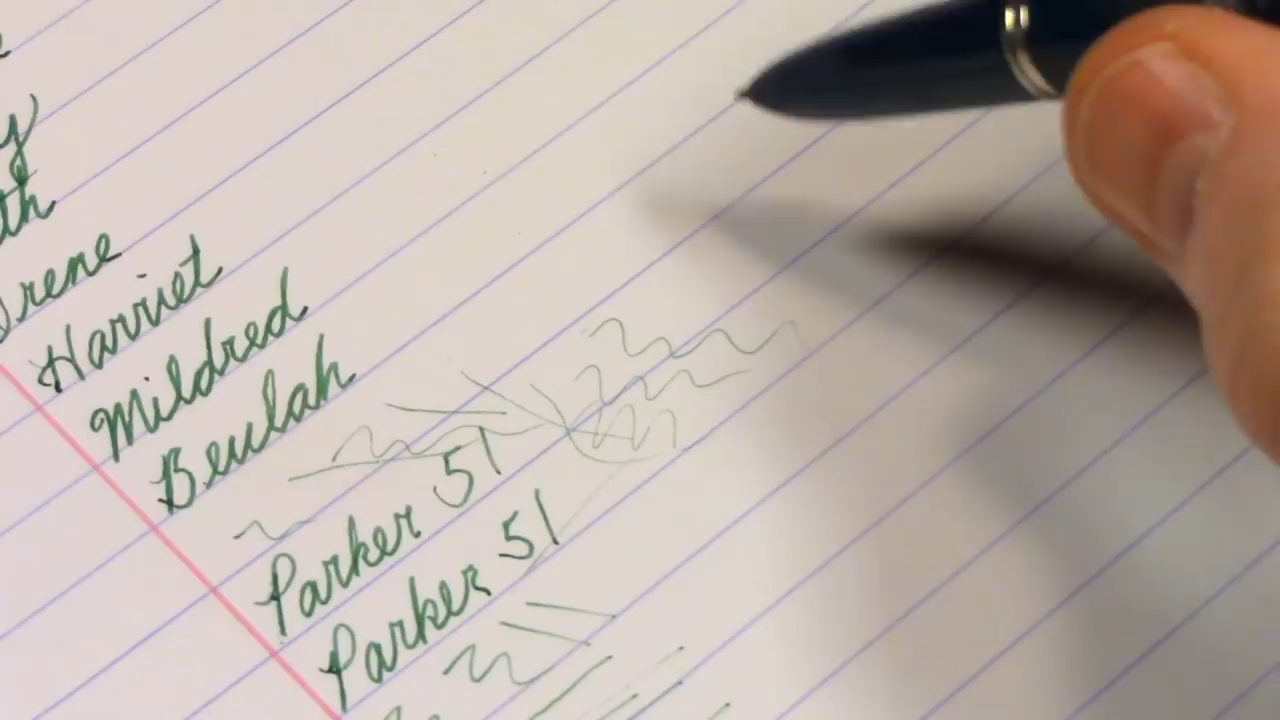 Irene
Harriet
Mildred
Beulah
Parker 51
Parker 51